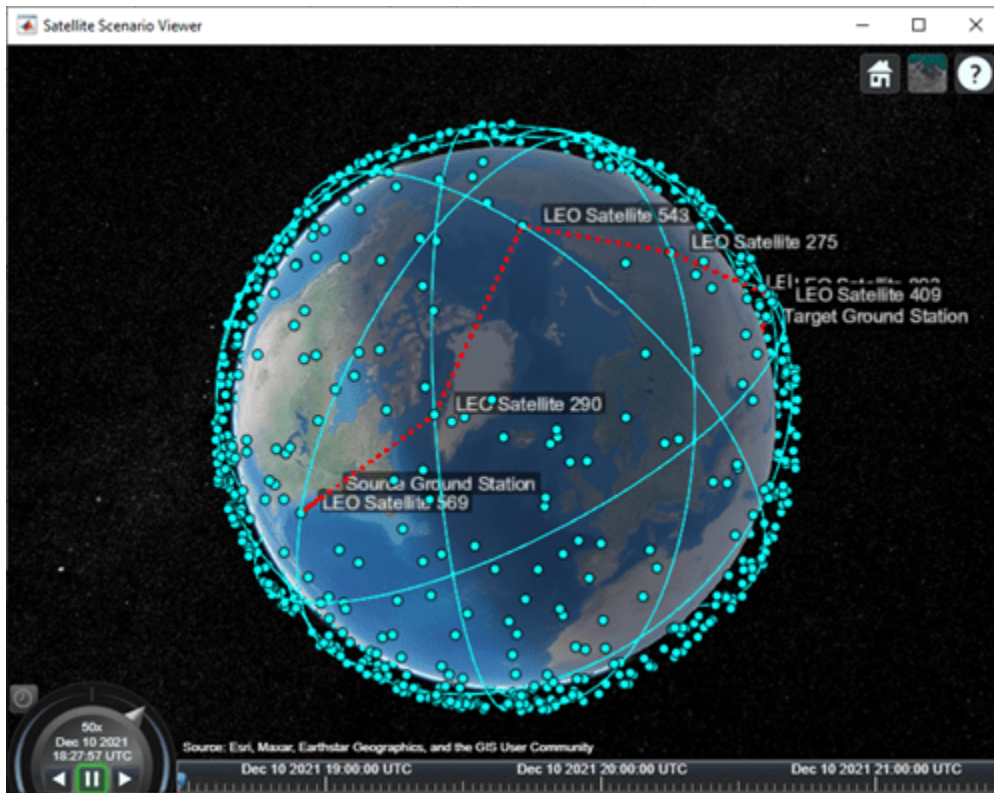 Satellite Scenario Viewer
?
LEO Satellite 543
LEO Satellite 275
LEO Satellite 409
Target Ground Station
LEO Satellite 290
Source Ground Station
LEO Satellite 569
50x
Dec 10 2021
18:27:57 UTC
Source: Esri, Maxar, Earthstar Geographics, and the GIS User Community
Dec 10 2021 19:00:00 UTC Dec 10 2021 20:00:00 UTC Dec 10 2021 21:00:00 UTC